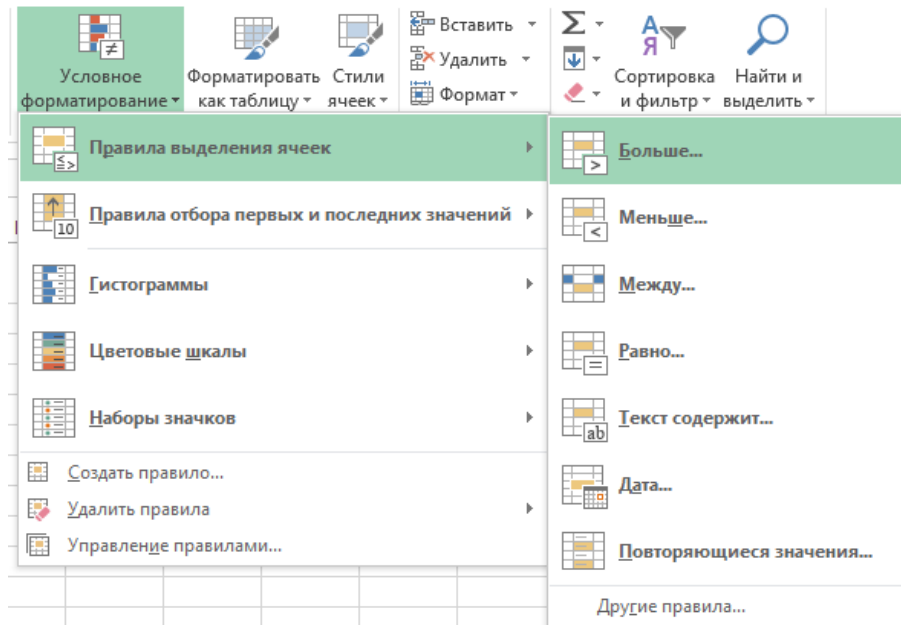 Условное
форматирование
Форматировать
как таблицу
Стили
ячеек
Вставить
Удалить
Формат
Σ
А
Я
Сортировка
и фильтр
Найти и
выделить
Правила выделения ячеек
Правила отбора первых и последних значений
10
Гистограммы
Цветовые шкалы
Наборы значков
Создать правило...
Удалить правила
Управление правилами...
Больше...
Меньше...
Между...
Равно...
Текст содержит...
ab
Дата...
Повторяющиеся значения...
Другие правила...